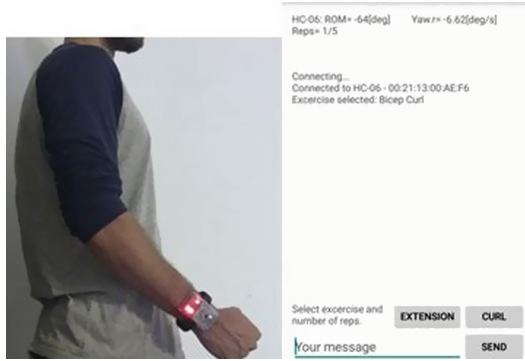 HC-06: ROM= -64[deg] Yaw.r= -6.62[deg/s]
Reps= 1/5
Connecting...
Connected to HC-06 - 00:21:13:00:AE:F6
Excercise selected: Bicep Curl
Select excercise and
number of reps.
EXTENSION
CURL
Your message
SEND